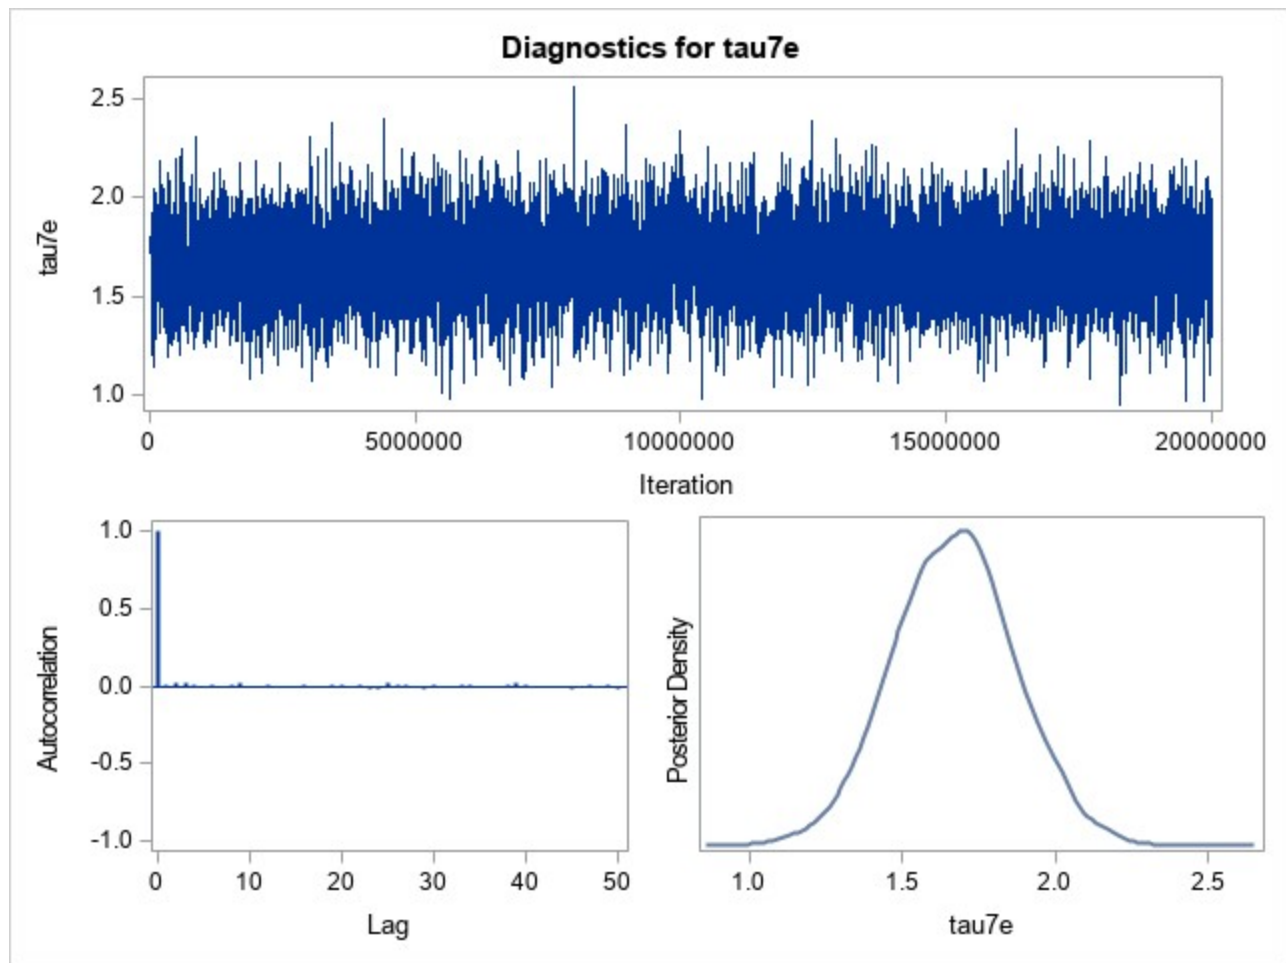 Diagnostics for tau7e
2.5
2.0
1.5
1.0
tau7e
0 5000000 10000000 15000000 20000000
Iteration
1.0
0.5
0.0
-0.5
-1.0
Autocorrelation
0 10 20 30 40 50
Lag
Posterior Density
1.0 1.5 2.0 2.5
tau7e